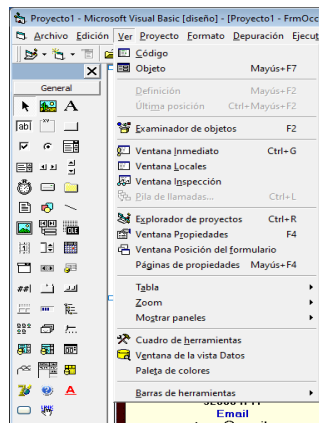 Proyecto1 - Microsoft Visual Basic [diseño] - [Proyecto1 - FrmOcc
Archivo Edición Ver Proyecto Formato Depuración Ejecut
General
Código
Objeto Mayús+F7
Definición Mayús+F2
Última posición Ctrl+Mayús+F2
Examinador de objetos F2
Ventana Inmediato Ctrl+G
Ventana Locales
Ventana Inspección
Pila de llamadas... Ctrl+L
Explorador de proyectos Ctrl+R
Ventana Propiedades F4
Ventana Posición del formulario
Páginas de propiedades Mayús+F4
Tabla
Zoom
Mostrar paneles
Cuadro de herramientas
Ventana de la vista Datos
Paleta de colores
Barras de herramientas
Email